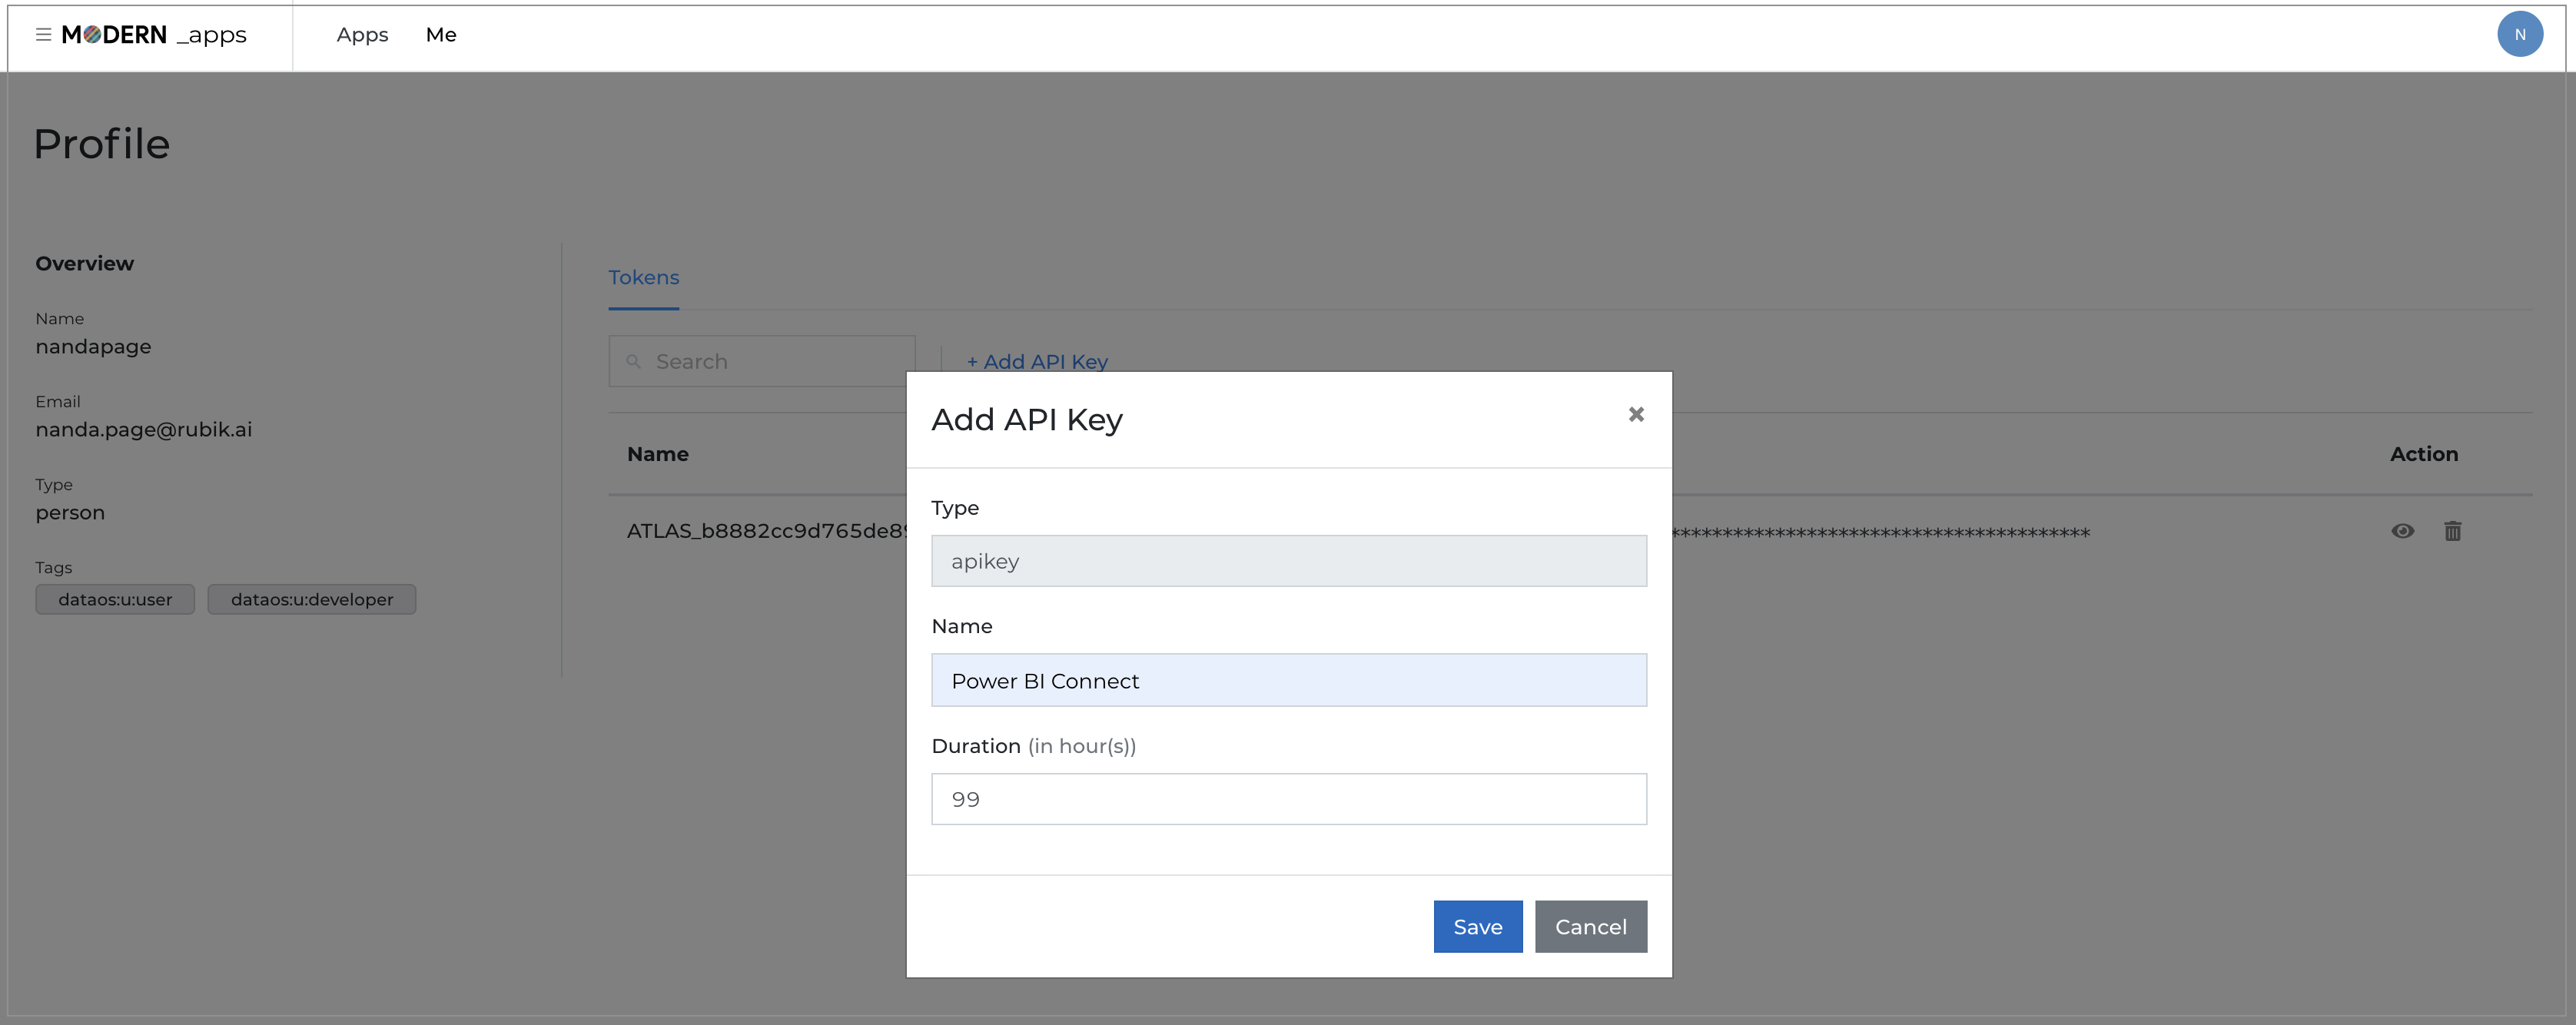 MODERN _apps
Apps
Me
N
Profile
Overview
Name
nandapage
Email
nanda.page@rubik.ai
Type
person
Tags
dataos:u:user
dataos:u:developer
Tokens
Search
+ Add API Key
Name
Action
ATLAS_b8882cc9d765de89
****************************************
Add API Key
Type
apikey
Name
Power BI Connect
Duration (in hour(s))
99
Save
Cancel